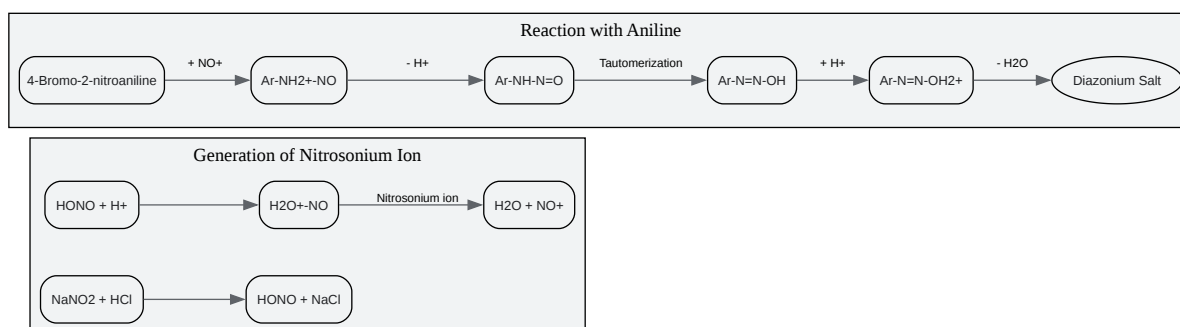 Reaction with Aniline
4-Bromo-2-nitroaniline
+ NO+
Ar-NH2+-NO
- H+
Ar-NH-N=O
Tautomerization
Ar-N=N-OH
+ H+
Ar-N=N-OH2+
- H2O
Diazonium Salt
Generation of Nitrosonium Ion
HONO + H+
H2O+-NO
Nitrosonium ion
H2O + NO+
NaNO2 + HCl
HONO + NaCl